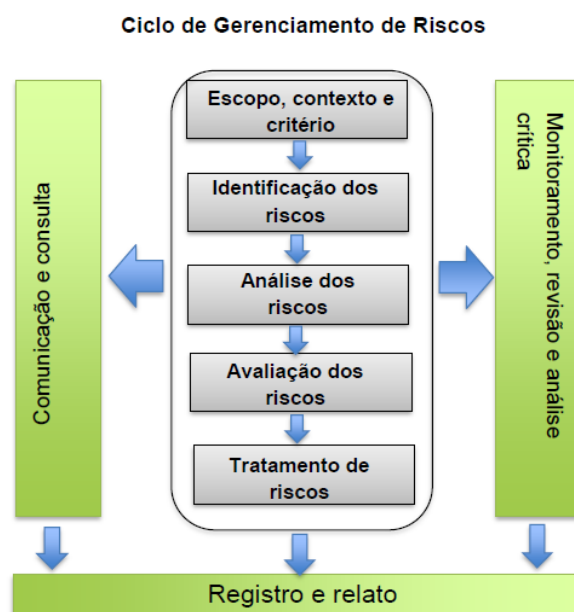 Ciclo de Gerenciamento de Riscos
Comunicação e consulta
Escopo, contexto e
critério
Identificação dos
riscos
Análise dos
riscos
Avaliação dos
riscos
Tratamento de
riscos
Monitoramento, revisão e análise
crítica
Registro e relato